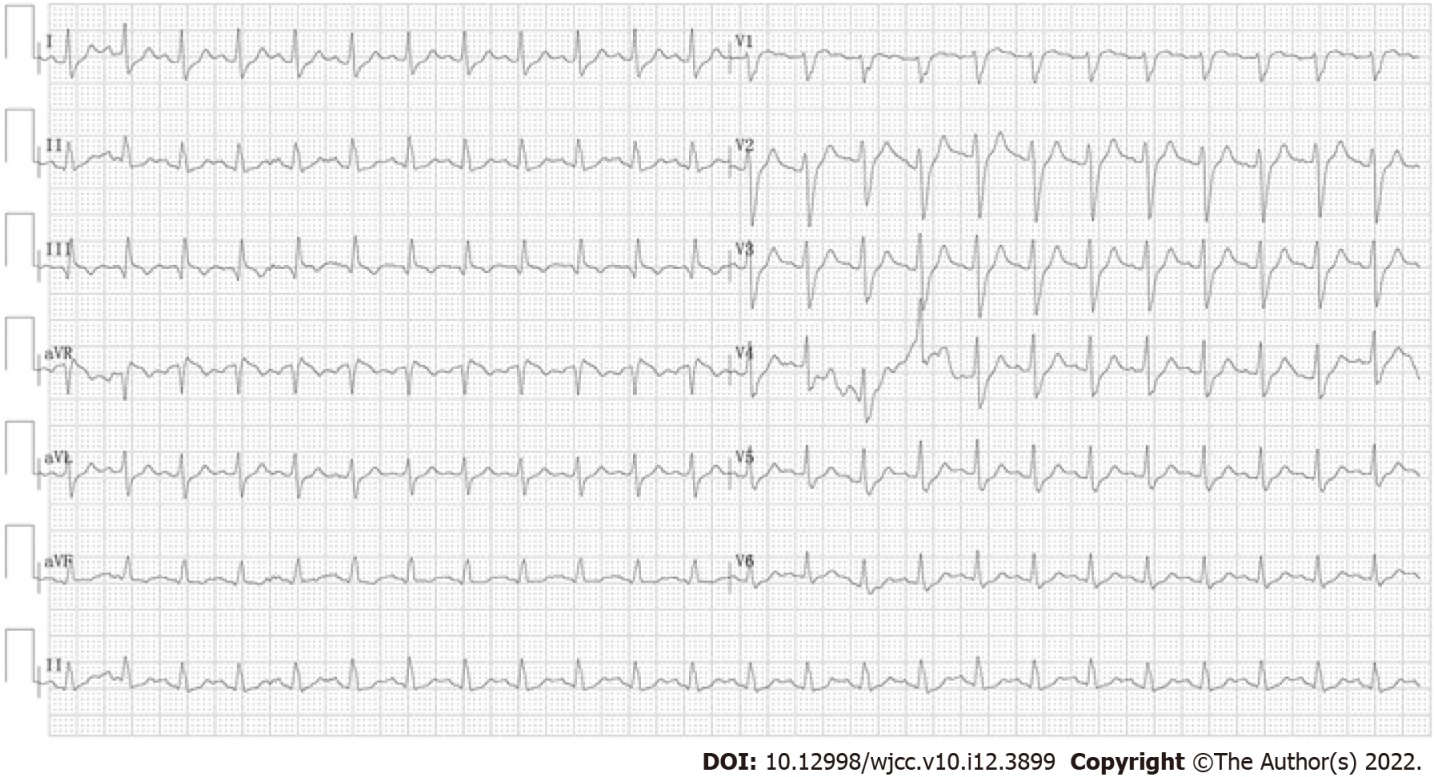 I V1
II V2
III V3
aVR V4
aVL V5
aVF V6
II
DOI: 10.12998/wjcc.v10.i12.3899 Copyright ©The Author(s) 2022.